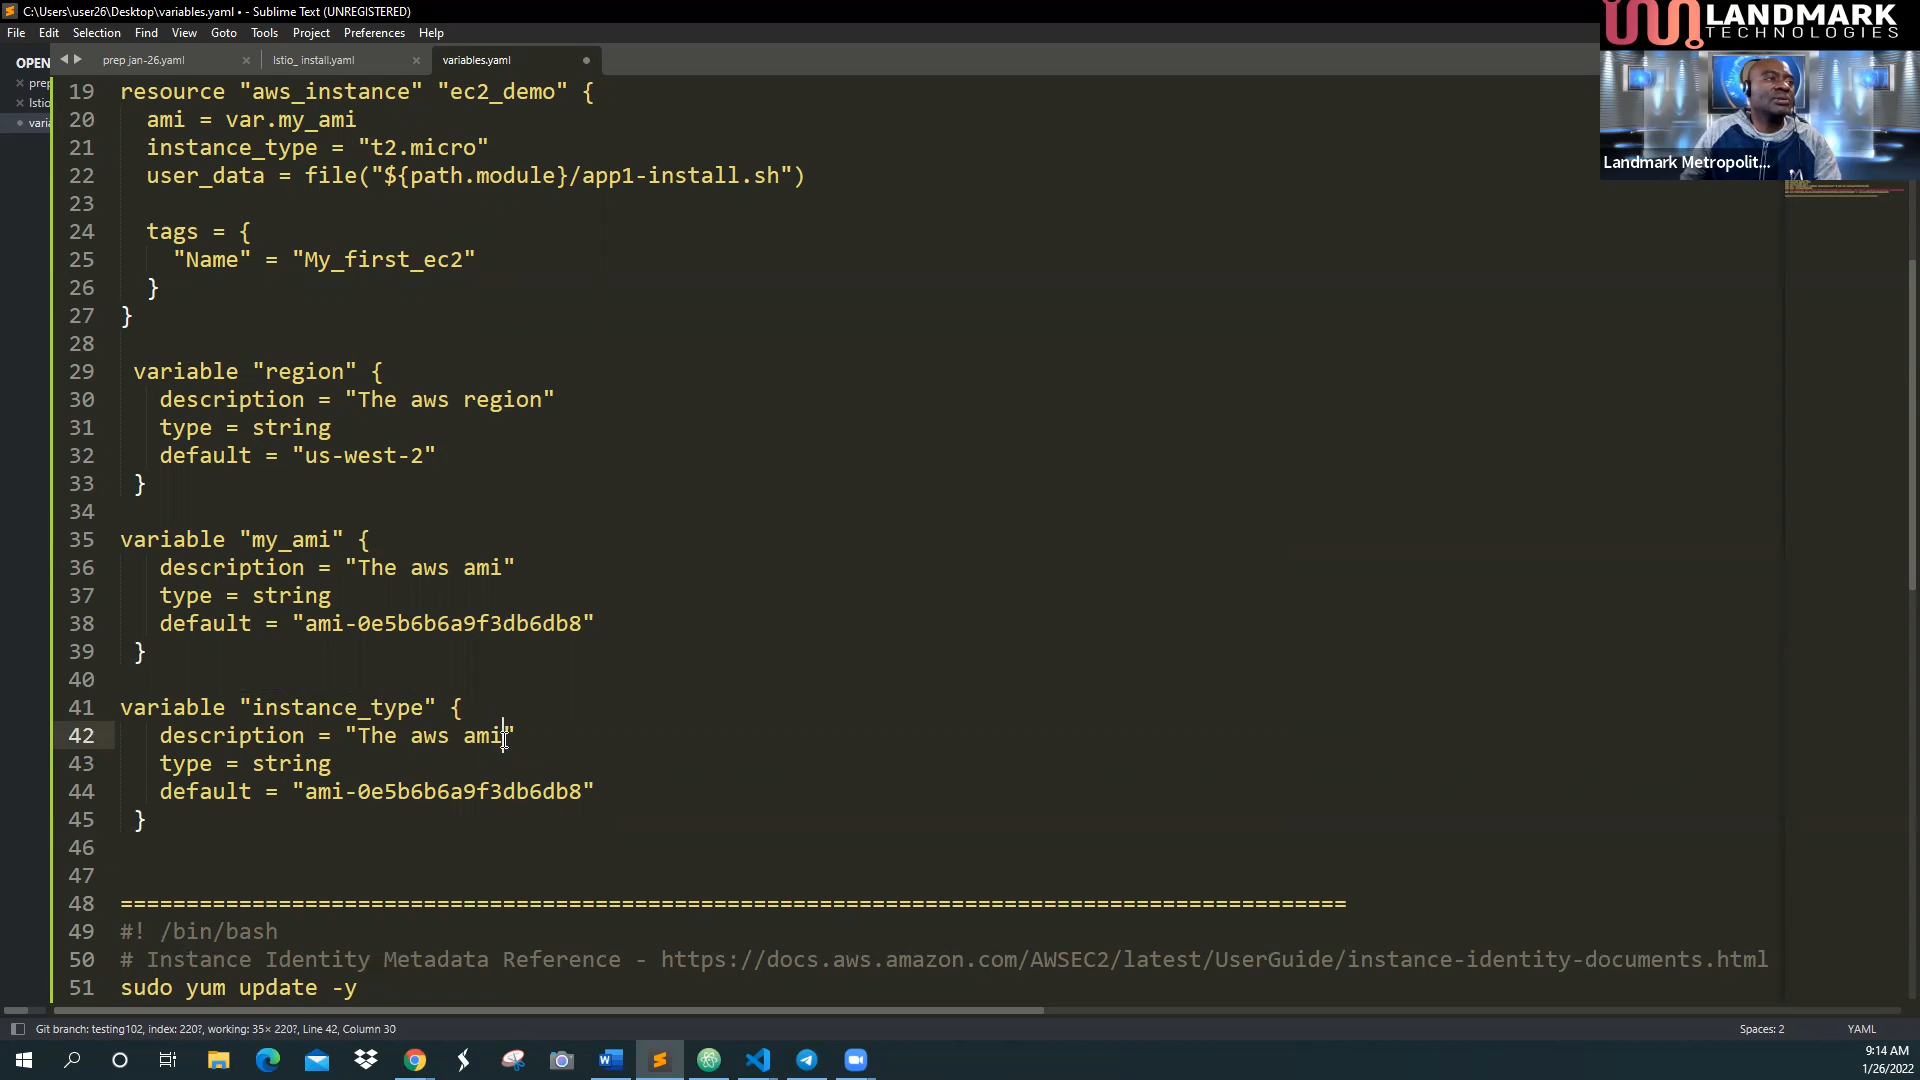 C:\Users\user26\Desktop\variables.yaml • - Sublime Text (UNREGISTERED)
LANDMARK
TECHNOLOGIES
File Edit Selection Find View Goto Tools Project Preferences Help
OPEN
prep jan-26.yaml
Istio_ install.yaml
variables.yaml
prep
Istio
varia
Landmark Metropolit...
19 resource "aws_instance" "ec2_demo" {
20 ami = var.my_ami
21 instance_type = "t2.micro"
22 user_data = file("${path.module}/app1-install.sh")
23
24 tags = {
25 "Name" = "My_first_ec2"
26 }
27 }
28
29 variable "region" {
30 description = "The aws region"
31 type = string
32 default = "us-west-2"
33 }
34
35 variable "my_ami" {
36 description = "The aws ami"
37 type = string
38 default = "ami-0e5b6b6a9f3db6db8"
39 }
40
41 variable "instance_type" {
42 description = "The aws ami"
43 type = string
44 default = "ami-0e5b6b6a9f3db6db8"
45 }
46
47
48 =============================================================================================
49 #! /bin/bash
50 # Instance Identity Metadata Reference - https://docs.aws.amazon.com/AWSEC2/latest/UserGuide/instance-identity-documents.html
51 sudo yum update -y
Git branch: testing102, index: 220?, working: 35× 220?, Line 42, Column 30
Spaces: 2
YAML
9:14 AM
1/26/2022